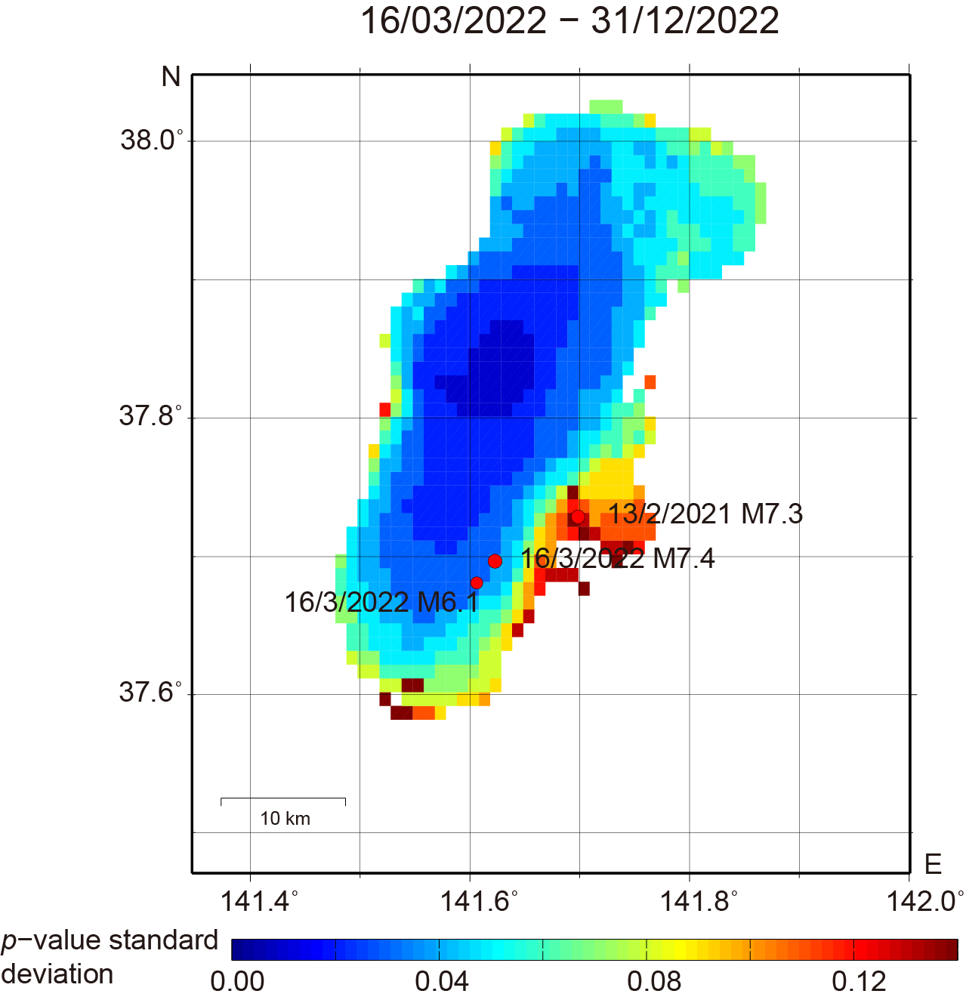 16/03/2022 − 31/12/2022
N
38.0°
37.8°
13/2/2021 M7.3
16/3/2022 M7.4
16/3/2022 M6.1
37.6°
10 km
E
141.4° 141.6° 141.8° 142.0°
p−value standard
deviation
0.00 0.04 0.08 0.12